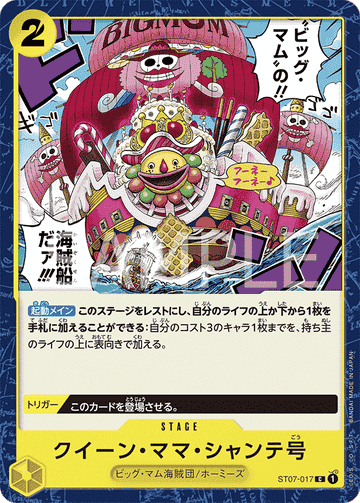 2
BIGMOM
"ビッグ・
マム"の!!
フーネー
フーネー♪
海賊船
だァ!!!
SAMPLE
起動メイン このステージをレストにし、自分のライフの上か下から1枚を
手札に加えることができる:自分のコスト3のキャラ1枚までを、持ち主
のライフの上に表向きで加える。
トリガー このカードを登場させる。
STAGE
クイーン・ママ・シャンテ号
ビッグ・マム海賊団/ホーミーズ
ST07-017 C 1
BANDAI MADE IN JAPAN